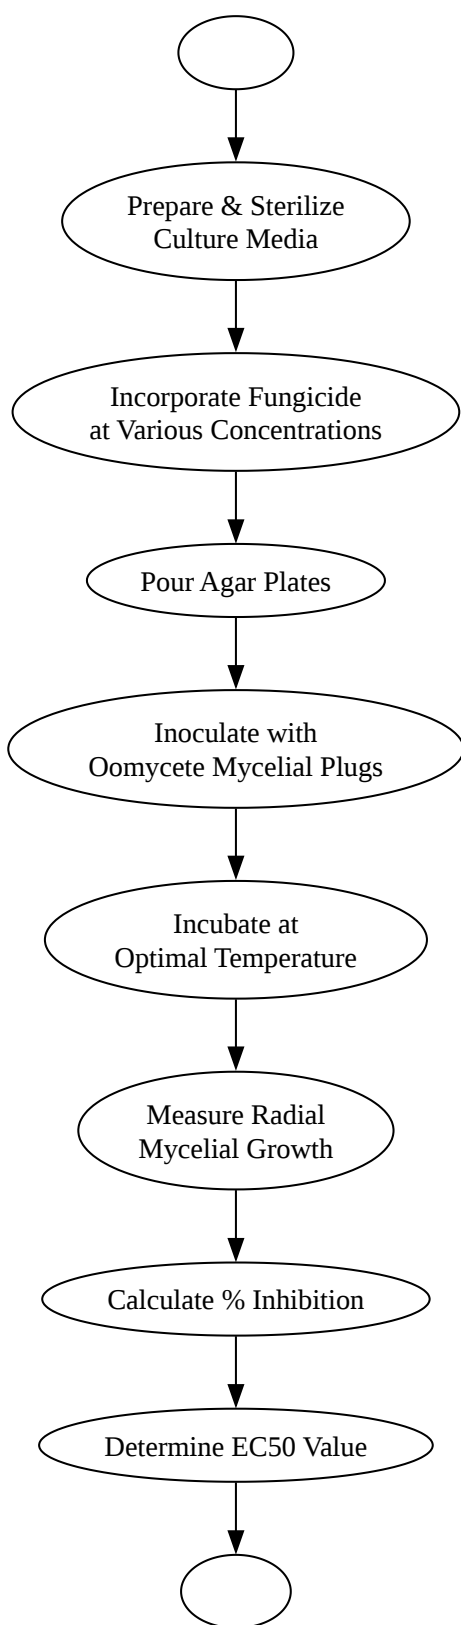 Prepare & Sterilize
Culture Media
Incorporate Fungicide
at Various Concentrations
Pour Agar Plates
Inoculate with
Oomycete Mycelial Plugs
Incubate at
Optimal Temperature
Measure Radial
Mycelial Growth
Calculate % Inhibition
Determine EC50 Value